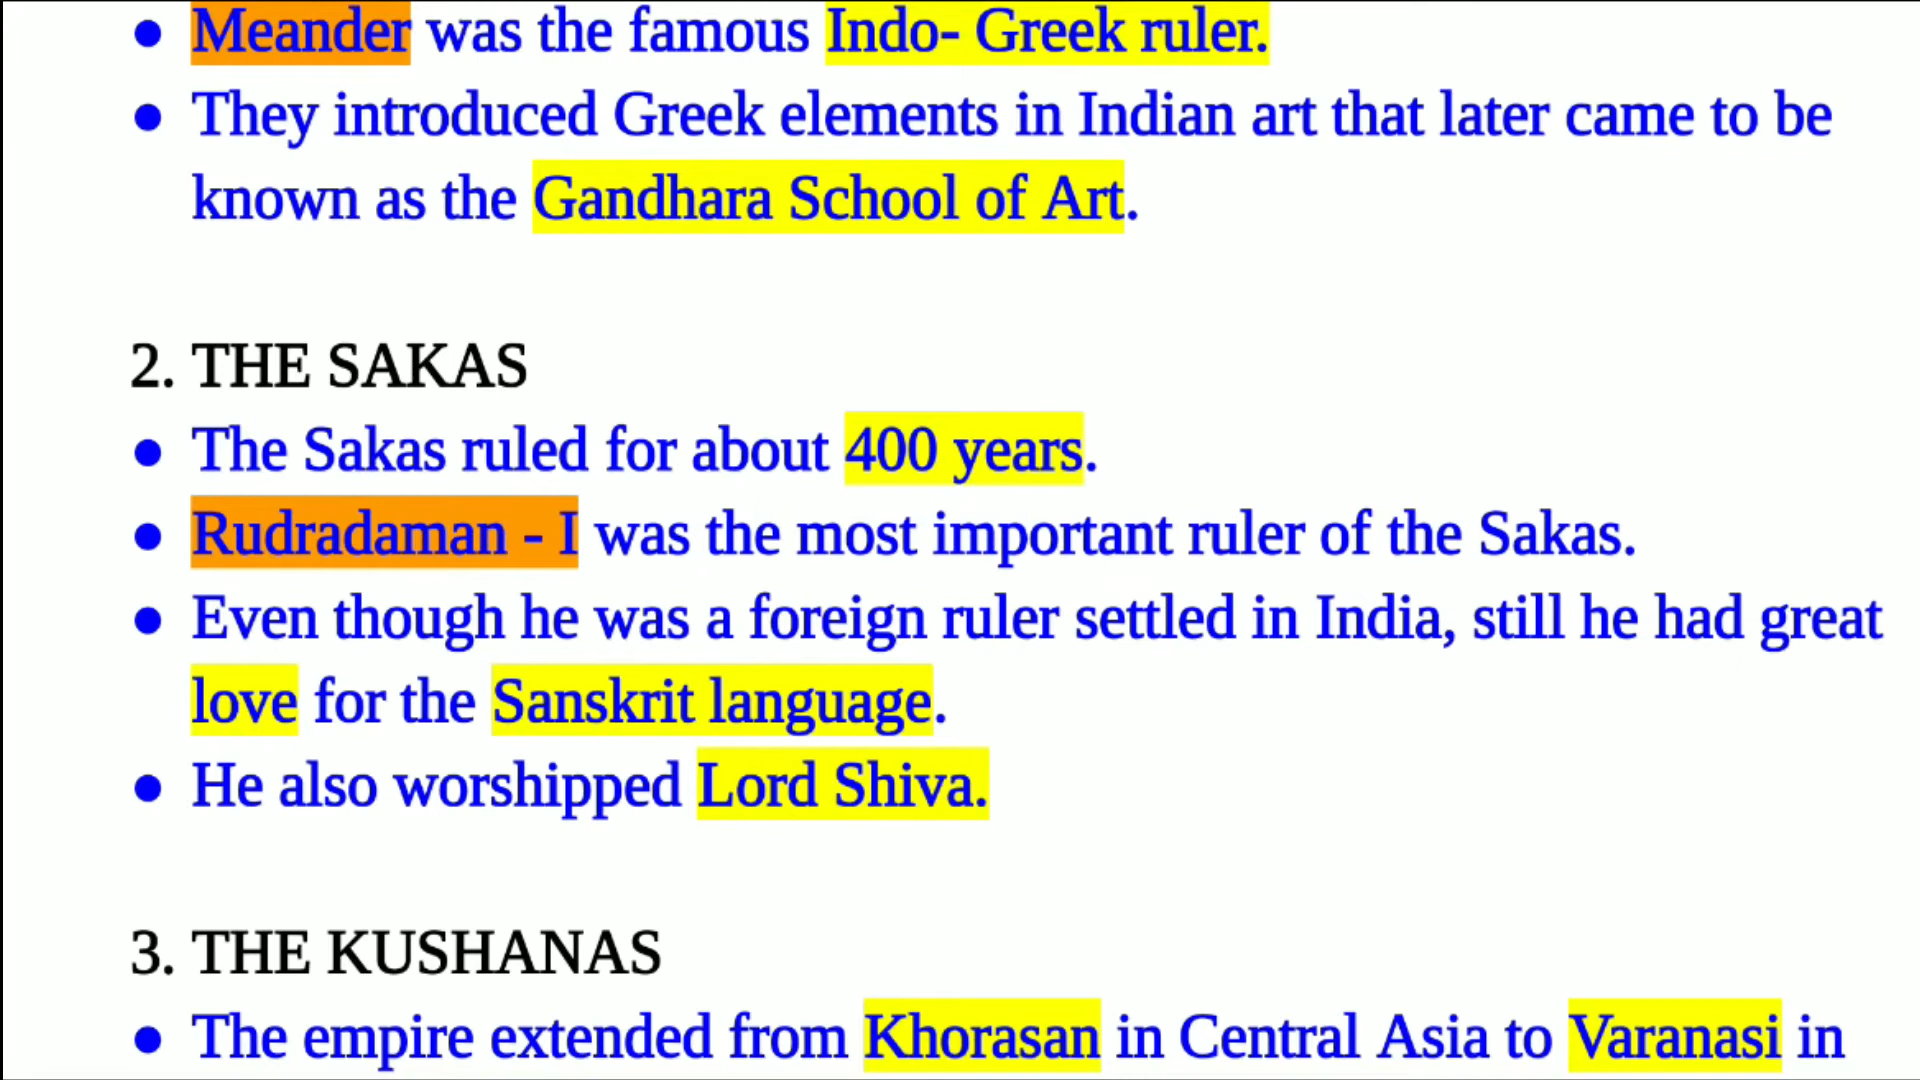 ● Meander was the famous Indo- Greek ruler.
● They introduced Greek elements in Indian art that later came to be
known as the Gandhara School of Art.
2. THE SAKAS
● The Sakas ruled for about 400 years.
● Rudradaman - I was the most important ruler of the Sakas.
● Even though he was a foreign ruler settled in India, still he had great
love for the Sanskrit language.
● He also worshipped Lord Shiva.
3. THE KUSHANAS
● The empire extended from Khorasan in Central Asia to Varanasi in